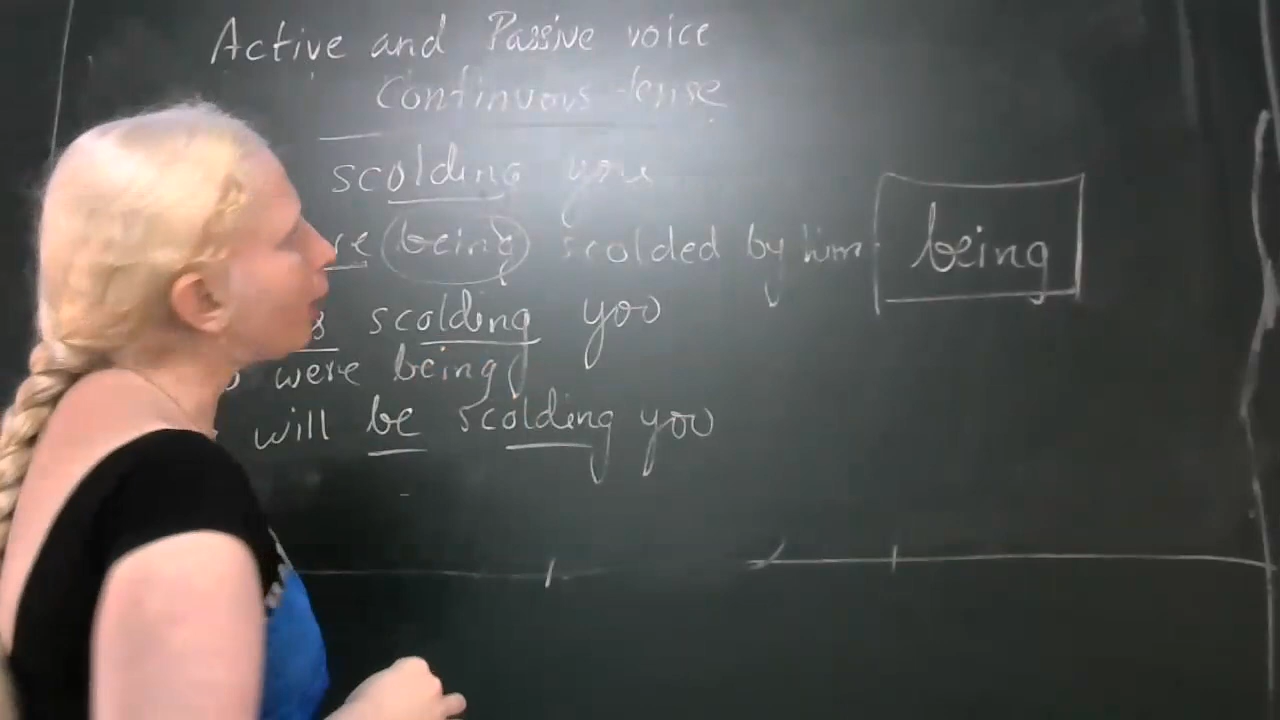 Active and Passive voice
Continuous tense
scolding you
being scolded by him being
scolding you
were being
will be scolding you